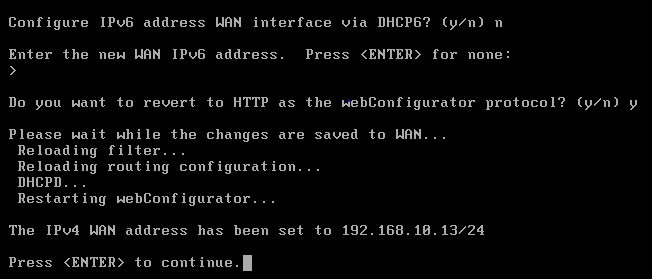 Configure IPv6 address WAN interface via DHCP6? (y/n) n
Enter the new WAN IPv6 address.  Press <ENTER> for none:
>
Do you want to revert to HTTP as the webConfigurator protocol? (y/n) y
Please wait while the changes are saved to WAN...
 Reloading filter...
 Reloading routing configuration...
 DHCPD...
 Restarting webConfigurator...
The IPv4 WAN address has been set to 192.168.10.13/24
Press <ENTER> to continue.